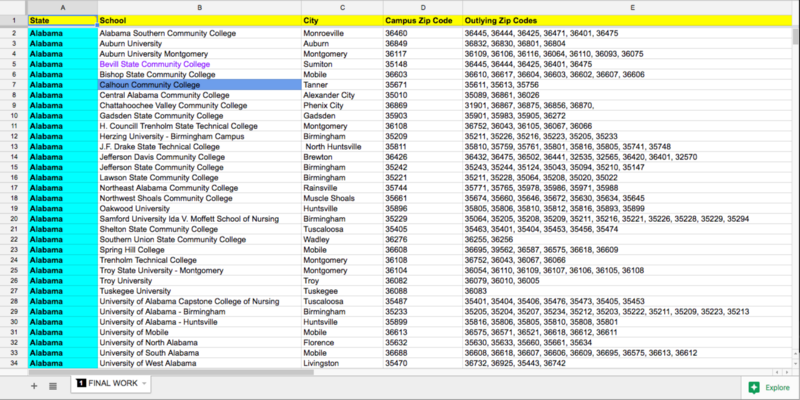 A B C D E
1 State School City Campus Zip Code Outlying Zip Codes
2 Alabama Alabama Southern Community College Monroeville 36460 36445, 36444, 36425, 36471, 36401, 36475
3 Alabama Auburn University Auburn 36849 36832, 36830, 36801, 36804
4 Alabama Auburn University Montgomery Montgomery 36117 36109, 36106, 36116, 36064, 36110, 36093, 36075
5 Alabama Bevill State Community College Sumiton 35148 36445, 36444, 36425, 36401, 36475
6 Alabama Bishop State Community College Mobile 36603 36610, 36617, 36604, 36603, 36602, 36607, 36606
7 Alabama Calhoun Community College Tanner 35671 35611, 35613, 35756
8 Alabama Central Alabama Community College Alexander City 35010 35089, 36861, 36026
9 Alabama Chattahoochee Valley Community College Phenix City 36869 31901, 36867, 36875, 36856, 36870,
10 Alabama Gadsden State Community College Gadsden 35903 35901, 35983, 35905, 36272
11 Alabama H. Councill Trenholm State Technical College Montgomery 36108 36752, 36043, 36105, 36067, 36066
12 Alabama Herzing University - Birmingham Campus Birmingham 35209 35211, 35226, 35216, 35223, 35205, 35233
13 Alabama J.F. Drake State Technical College North Huntsville 35811 35810, 35759, 35761, 35801, 35816, 35805, 35741, 35748
14 Alabama Jefferson Davis Community College Brewton 36426 36432, 36475, 36502, 36441, 32535, 32565, 36420, 36401, 32570
15 Alabama Jefferson State Community College Birmingham 35242 35243, 35244, 35124, 35043, 35094, 35210, 35147
16 Alabama Lawson State Community College Birmingham 35221 35211, 35228, 35064, 35208, 35020, 35022
17 Alabama Northeast Alabama Community College Rainsville 35744 35771, 35765, 35978, 35986, 35971, 35988
18 Alabama Northwest Shoals Community College Muscle Shoals 35661 35674, 35660, 35646, 35672, 35630, 35634, 35645
19 Alabama Oakwood University Huntsville 35896 35805, 35806, 35810, 35812, 35816, 35893, 35899
20 Alabama Samford University Ida V. Moffett School of Nursing Birmingham 35229 35064, 35205, 35208, 35209, 35211, 35216, 35221, 35226, 35228, 35229, 35294
21 Alabama Shelton State Community College Tuscaloosa 35405 35463, 35401, 35404, 35453, 35456, 35474
22 Alabama Southern Union State Community College Wadley 36276 36255, 36256
23 Alabama Spring Hill College Mobile 36608 36695, 39562, 36587, 36575, 36618, 36609
24 Alabama Trenholm Technical College Montgomery 36108 36752, 36043, 36067, 36066
25 Alabama Troy State University - Montgomery Montgomery 36104 36054, 36110, 36109, 36107, 36106, 36105, 36108
26 Alabama Troy University Troy 36082 36079, 36010, 36005
27 Alabama Tuskegee University Tuskegee 36088 36083
28 Alabama University of Alabama Capstone College of Nursing Tuscaloosa 35487 35401, 35404, 35406, 35476, 35473, 35405, 35453
29 Alabama University of Alabama - Birmingham Birmingham 35233 35205, 35204, 35207, 35234, 35212, 35203, 35222, 35211, 35209, 35223, 35213
30 Alabama University of Alabama - Huntsville Huntsville 35899 35816, 35806, 35805, 35810, 35808, 35801
31 Alabama University of Mobile Mobile 36613 36575, 36571, 36521, 36618, 36612, 36611
32 Alabama University of North Alabama Florence 35632 35630, 35633, 35660, 35661, 35634
33 Alabama University of South Alabama Mobile 36688 36608, 36618, 36607, 36606, 36609, 36695, 36575, 36613, 36612
34 Alabama University of West Alabama Livingston 35470 36732, 36925, 35443, 36742
1 FINAL WORK
Explore